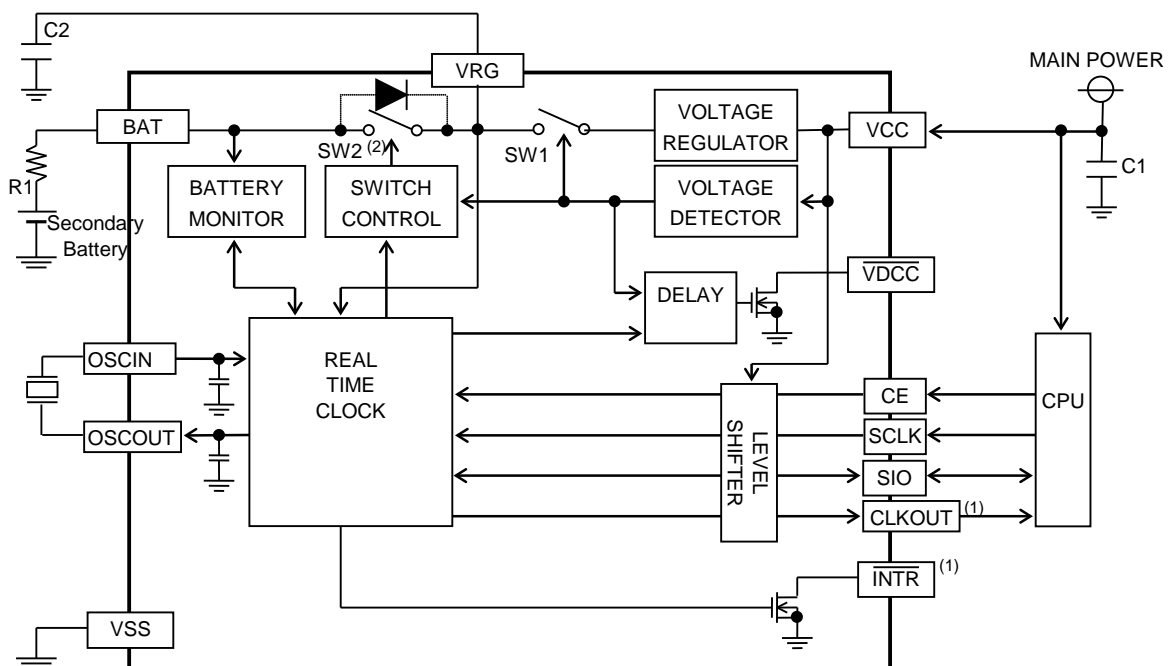 C2
VRG
MAIN POWER
BAT
SW2 (2)
SW1
VOLTAGE
REGULATOR
VCC
C1
R1
Secondary
Battery
BATTERY
MONITOR
SWITCH
CONTROL
VOLTAGE
DETECTOR
VDCC
DELAY
OSCIN
OSCOUT
REAL
TIME
CLOCK
LEVEL
SHIFTER
CE
SCLK
SIO
CLKOUT (1)
CPU
INTR (1)
VSS